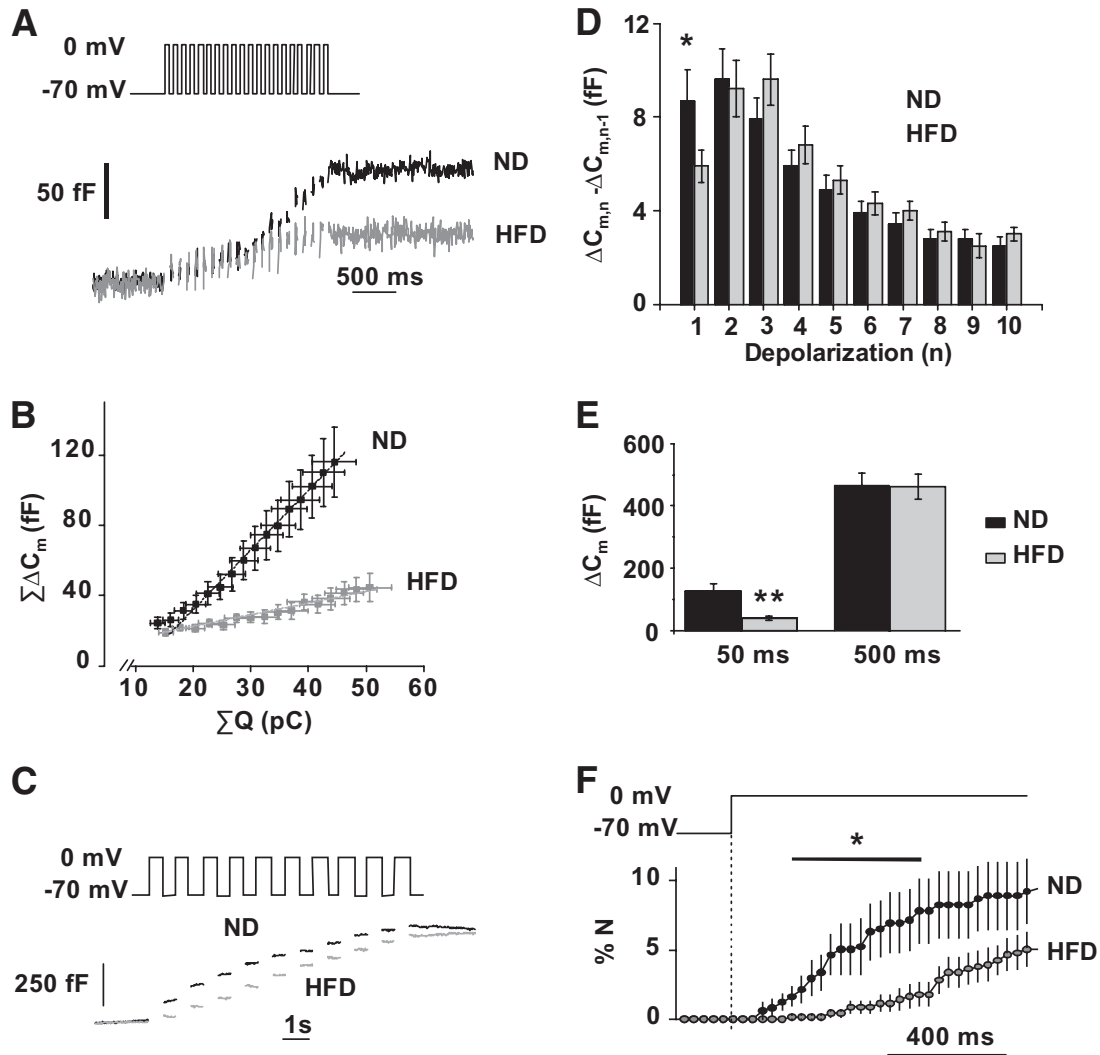 A
0 mV
-70 mV
50 fF
ND
HFD
500 ms
B
120
80
40
0
∑ΔCm (fF)
ND
HFD
10 20 30 40 50 60
∑Q (pC)
C
0 mV
-70 mV
ND
250 fF
HFD
1s
D
12
8
4
0
ΔCm,n -ΔCm,n-1 (fF)
*
ND
HFD
1 2 3 4 5 6 7 8 9 10
Depolarization (n)
E
600
400
200
0
ΔCm (fF)
**
ND
HFD
50 ms 500 ms
F
0 mV
-70 mV
*
10
5
0
% N
ND
HFD
400 ms